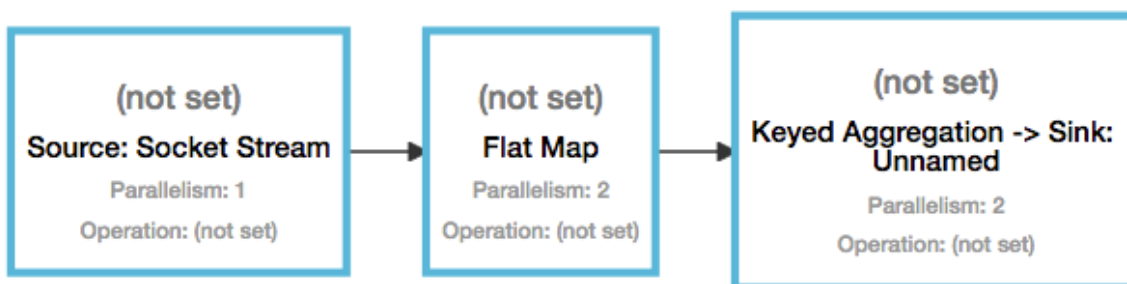 (not set)
Source: Socket Stream
Parallelism: 1
Operation: (not set)
(not set)
Flat Map
Parallelism: 2
Operation: (not set)
(not set)
Keyed Aggregation -> Sink:
Unnamed
Parallelism: 2
Operation: (not set)